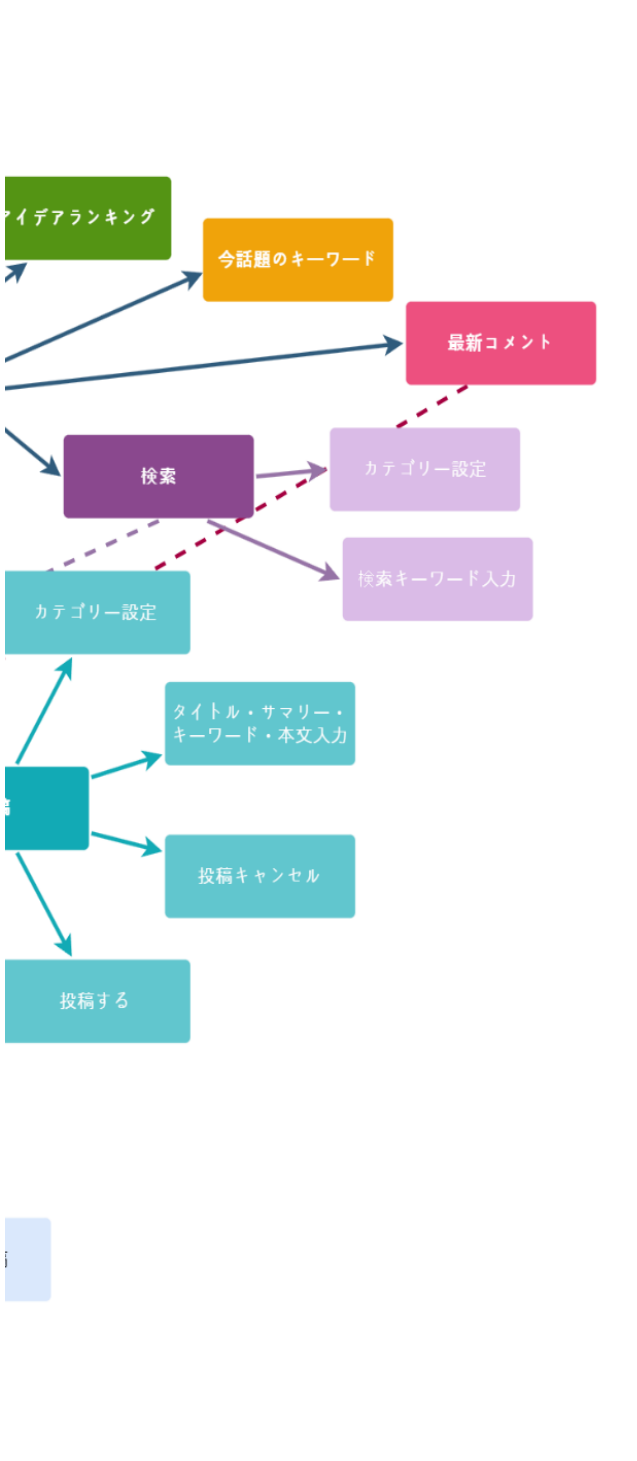 イデアランキング
今話題のキーワード
最新コメント
カテゴリー設定
検索
検索キーワード入力
カテゴリー設定
タイトル・サマリー・
キーワード・本文入力
投稿キャンセル
投稿する